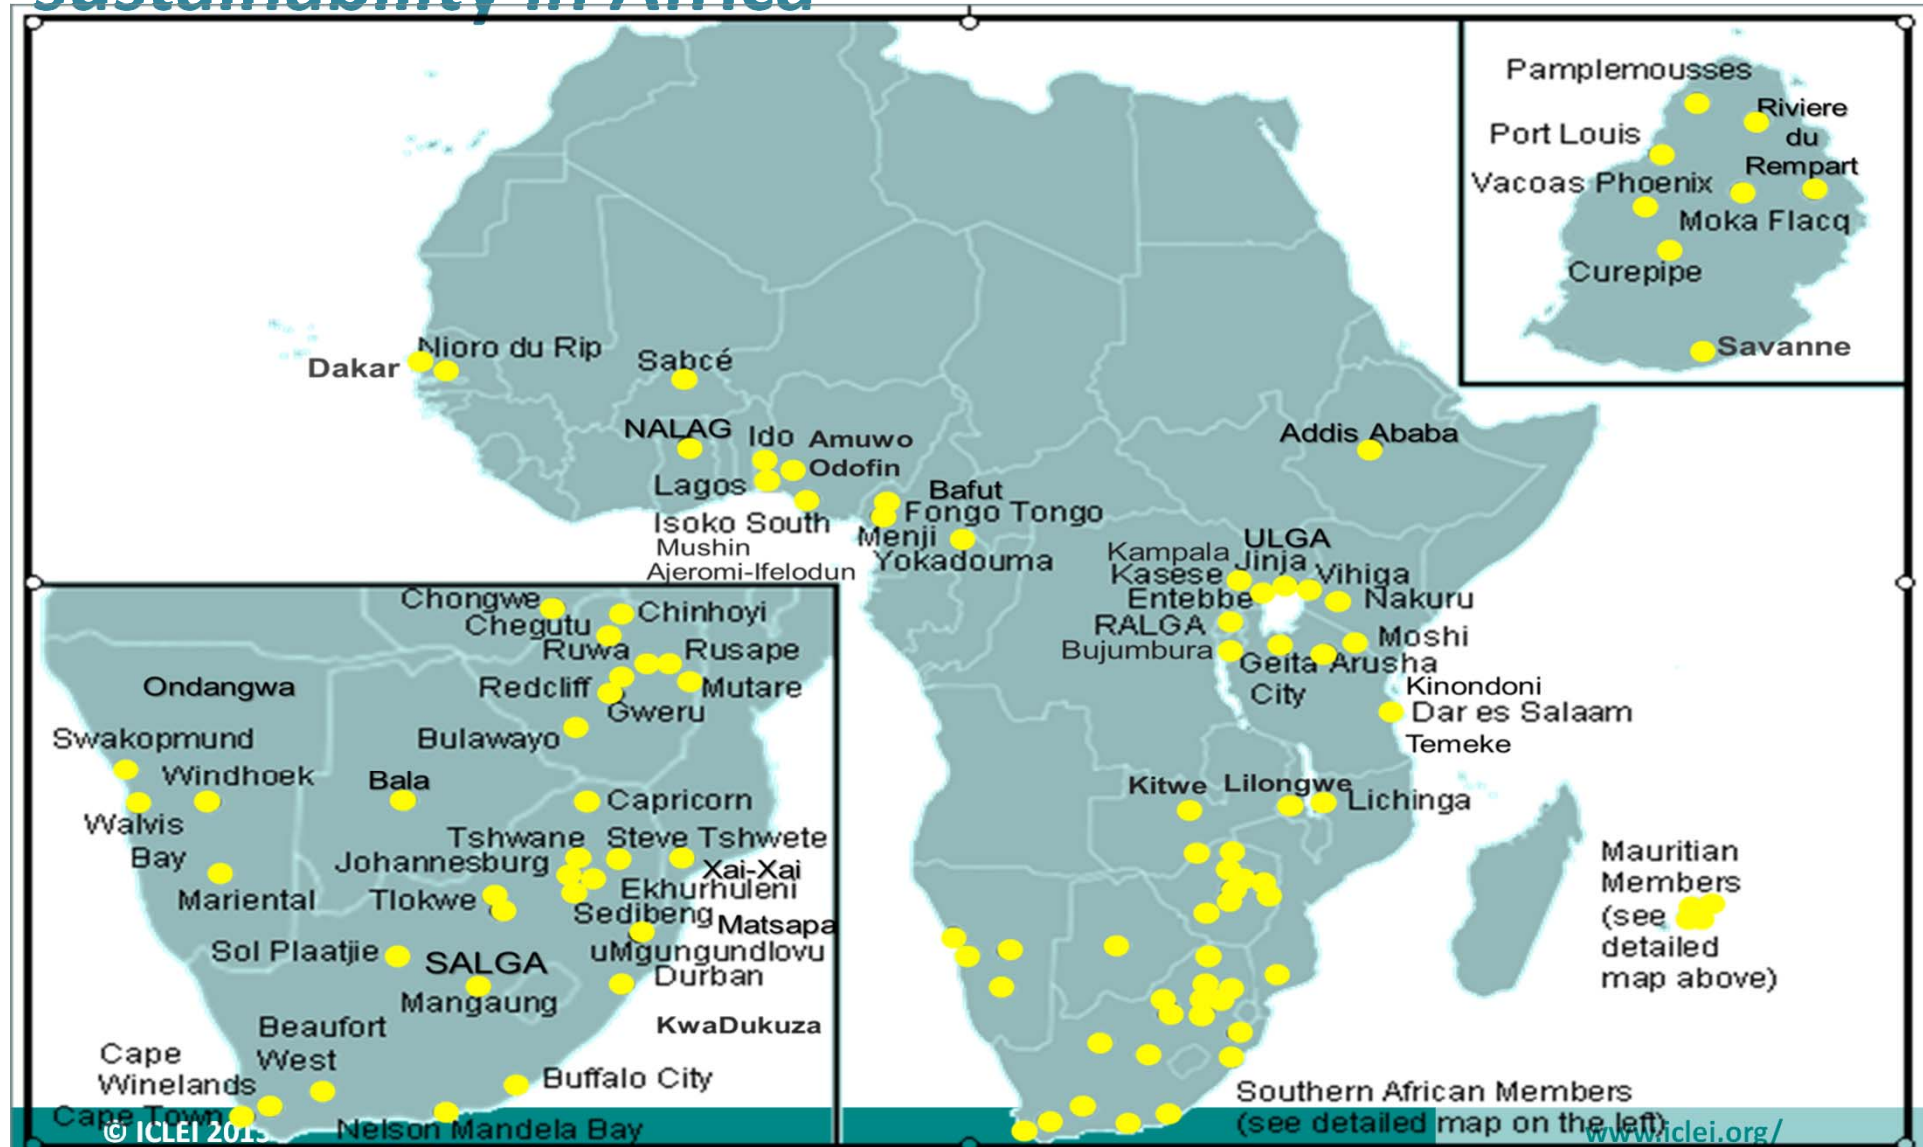 sustainability in Africa
Pamplemousses
Riviere
du
Rempart
Port Louis
Vacoas Phoenix
Moka Flacq
Curepipe
Savanne
Nioro du Rip
Dakar
Sabcé
NALAG
Ido
Amuwo
Odofin
Lagos
Isoko South
Mushin
Ajeromi-Ifelodun
Bafut
Fongo Tongo
Menji
Yokadouma
Addis Ababa
ULGA
Kampala
Jinja
Kasese
Vihiga
Entebbe
Nakuru
RALGA
Moshi
Bujumbura
Geita
Arusha
City
Kinondoni
Dar es Salaam
Temeke
Kitwe
Lilongwe
Lichinga
Mauritian
Members
(see
detailed
map above)
Chongwe
Chinhoyi
Chegutu
Ruwa
Rusape
Ondangwa
Redcliff
Mutare
Gweru
Swakopmund
Bulawayo
Windhoek
Bala
Capricorn
Walvis
Bay
Tshwane
Steve Tshwete
Johannesburg
Xai-Xai
Mariental
Tlokwe
Ekhurhuleni
Sedibeng
Matsapa
Sol Plaatjie
SALGA
uMgungundlovu
Durban
Mangaung
KwaDukuza
Beaufort
West
Cape
Winelands
Buffalo City
Cape Town
Nelson Mandela Bay
Southern African Members
(see detailed map on the left)
© ICLEI
www.iclei.org/